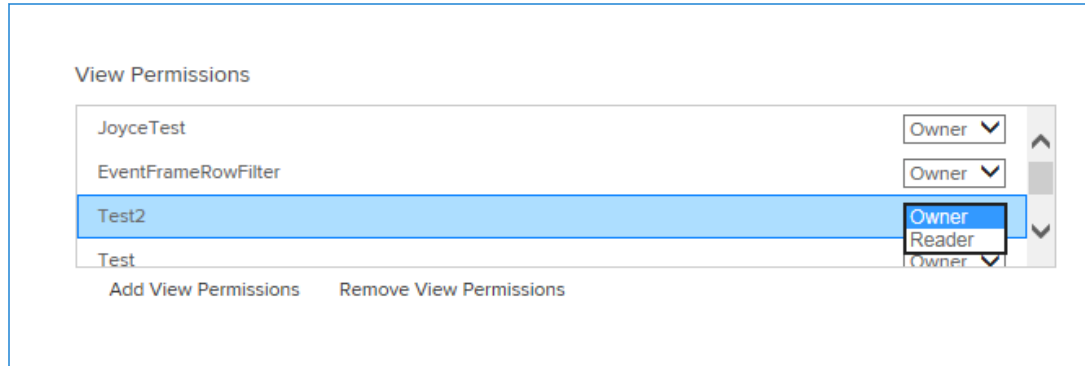 View Permissions
JoyceTest Owner
EventFrameRowFilter Owner
Test2 Owner
Reader
Test Owner
Add View Permissions Remove View Permissions